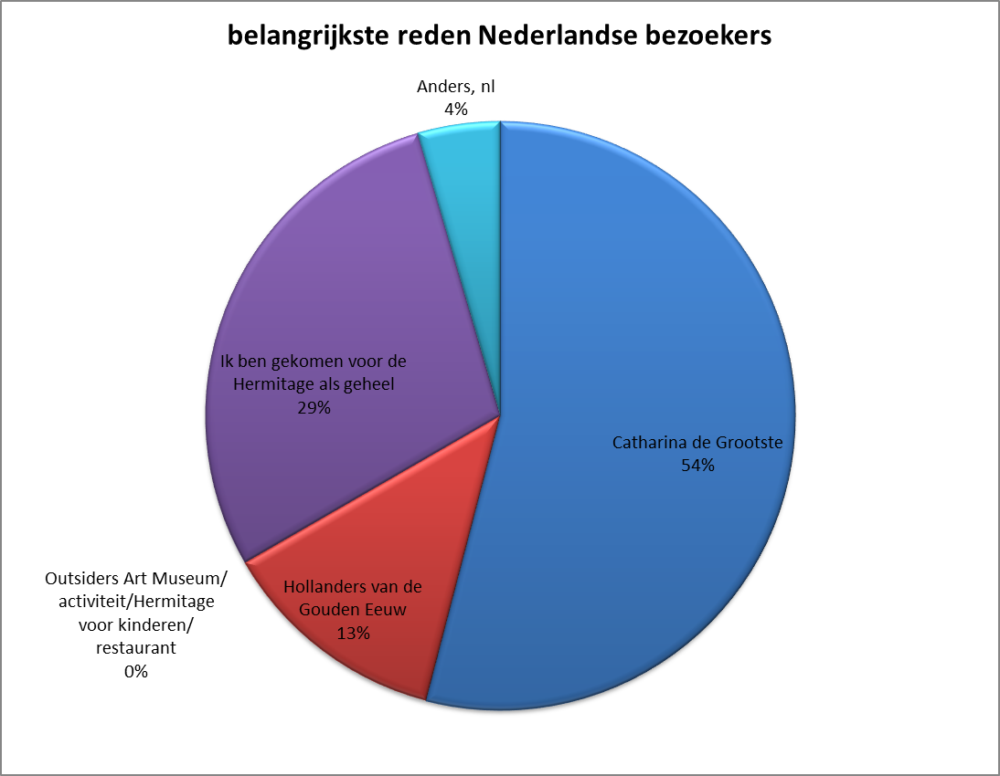 belangrijkste reden Nederlandse bezoekers
Anders, nl
4%
Ik ben gekomen voor de
Hermitage als geheel
29%
Catharina de Grootste
54%
Outsiders Art Museum/
activiteit/Hermitage
voor kinderen/
restaurant
0%
Hollanders van de
Gouden Eeuw
13%